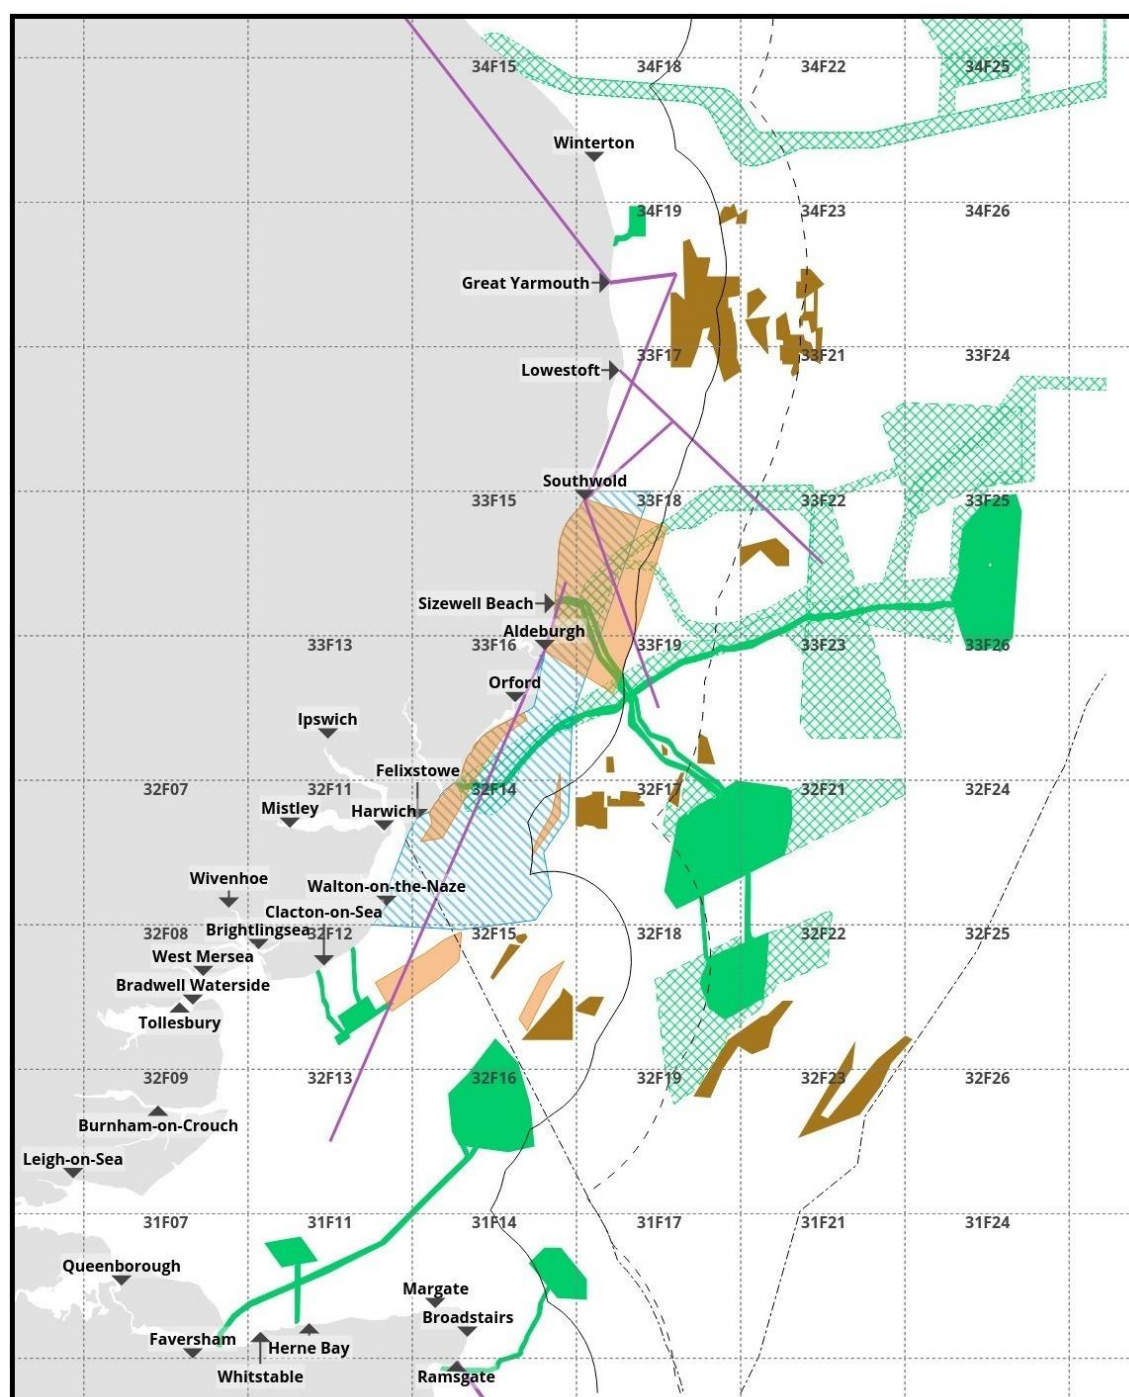 34F15 34F18 34F22 34F25
Winterton
34F19 34F23 34F26
Great Yarmouth
33F17 33F21 33F24
Lowestoft
Southwold
33F15 33F18 33F22 33F25
Sizewell Beach
Aldeburgh
33F13 33F16 33F19 33F23 33F26
Orford
Ipswich
Felixstowe
32F07 32F11 32F14 32F17 32F21 32F24
Mistley Harwich
Wivenhoe
Walton-on-the-Naze
Clacton-on-Sea
Brightlingsea
32F08 32F12 32F15 32F18 32F22 32F25
West Mersea
Bradwell Waterside
Tollesbury
32F09 32F13 32F16 32F19 32F23 32F26
Burnham-on-Crouch
Leigh-on-Sea
31F07 31F11 31F14 31F17 31F21 31F24
Queenborough
Margate
Broadstairs
Faversham
Herne Bay
Whitstable Ramsgate